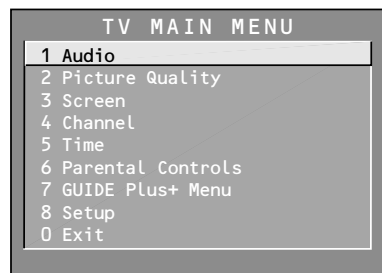 TV MAIN MENU
1 Audio
2 Picture Quality
3 Screen
4 Channel
5 Time
6 Parental Controls
7 GUIDE Plus+ Menu
8 Setup
0 Exit